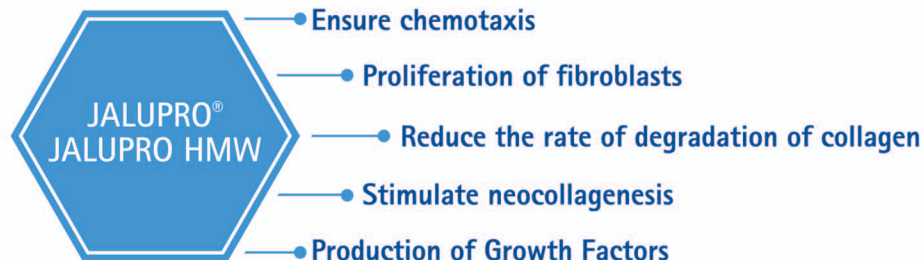 Ensure chemotaxis
Proliferation of fibroblasts
JALUPRO®
JALUPRO HMW
Reduce the rate of degradation of collagen
Stimulate neocollagenesis
Production of Growth Factors